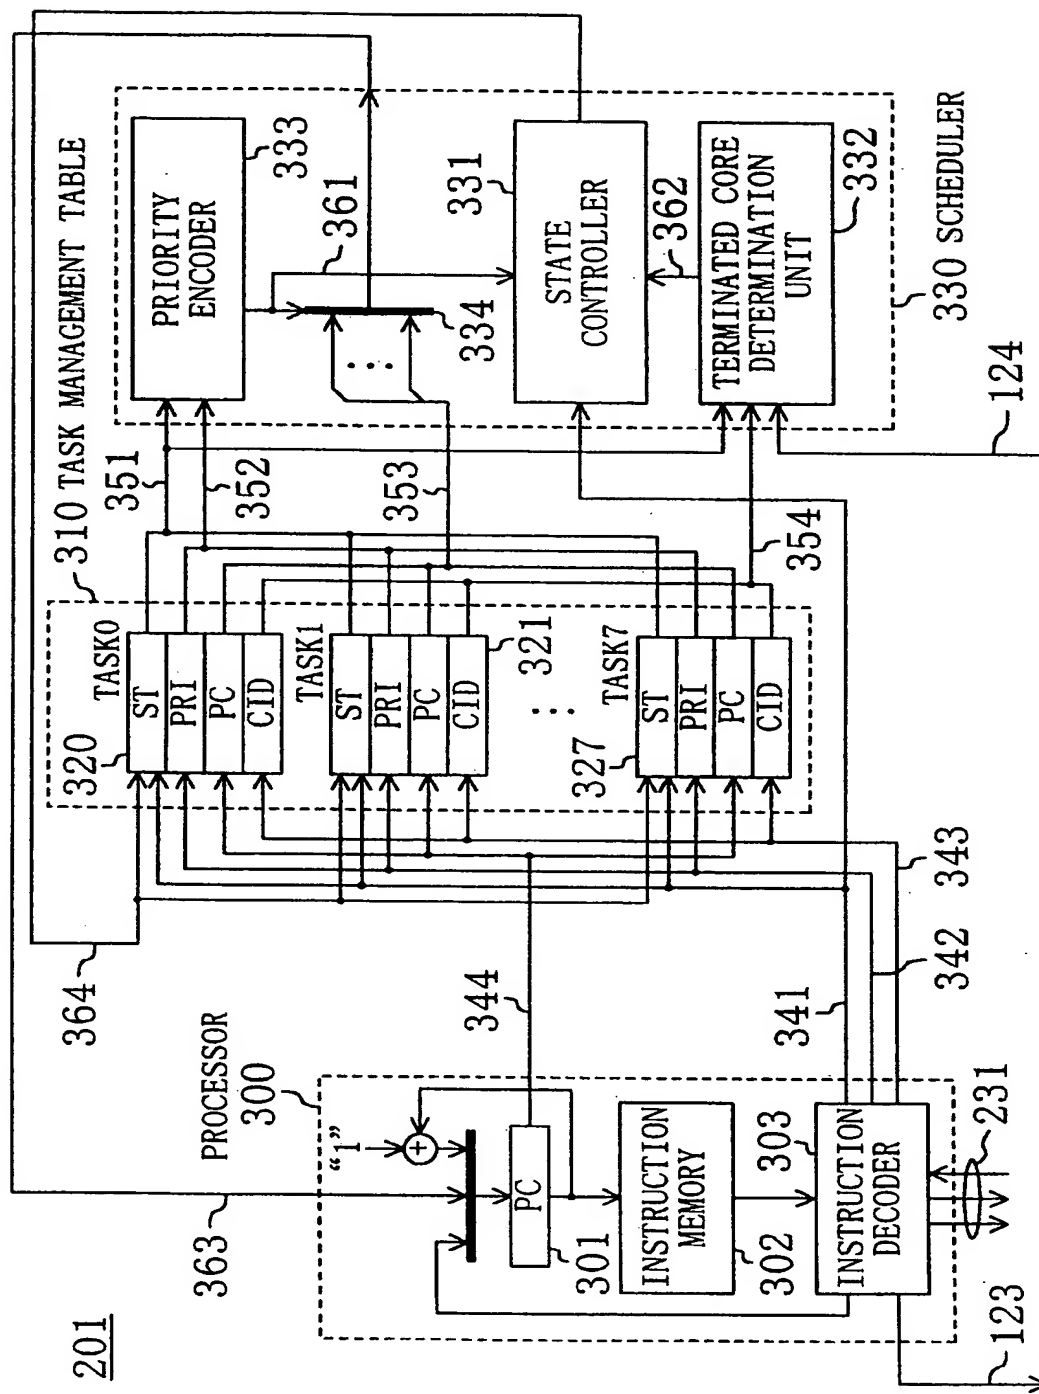 201
363
PROCESSOR
300
364
"1"
+
PC
301
344
INSTRUCTION
MEMORY
302
303
INSTRUCTION
DECODER
341
342
343
231
123
310 TASK MANAGEMENT TABLE
320
TASK0
ST
PRI
PC
CID
TASK1
ST
PRI
PC
CID
321
327
TASK7
ST
PRI
PC
CID
351
352
353
354
PRIORITY
ENCODER
333
361
334
331
STATE
CONTROLLER
362
TERMINATED CORE
DETERMINATION
UNIT
332
330 SCHEDULER
124